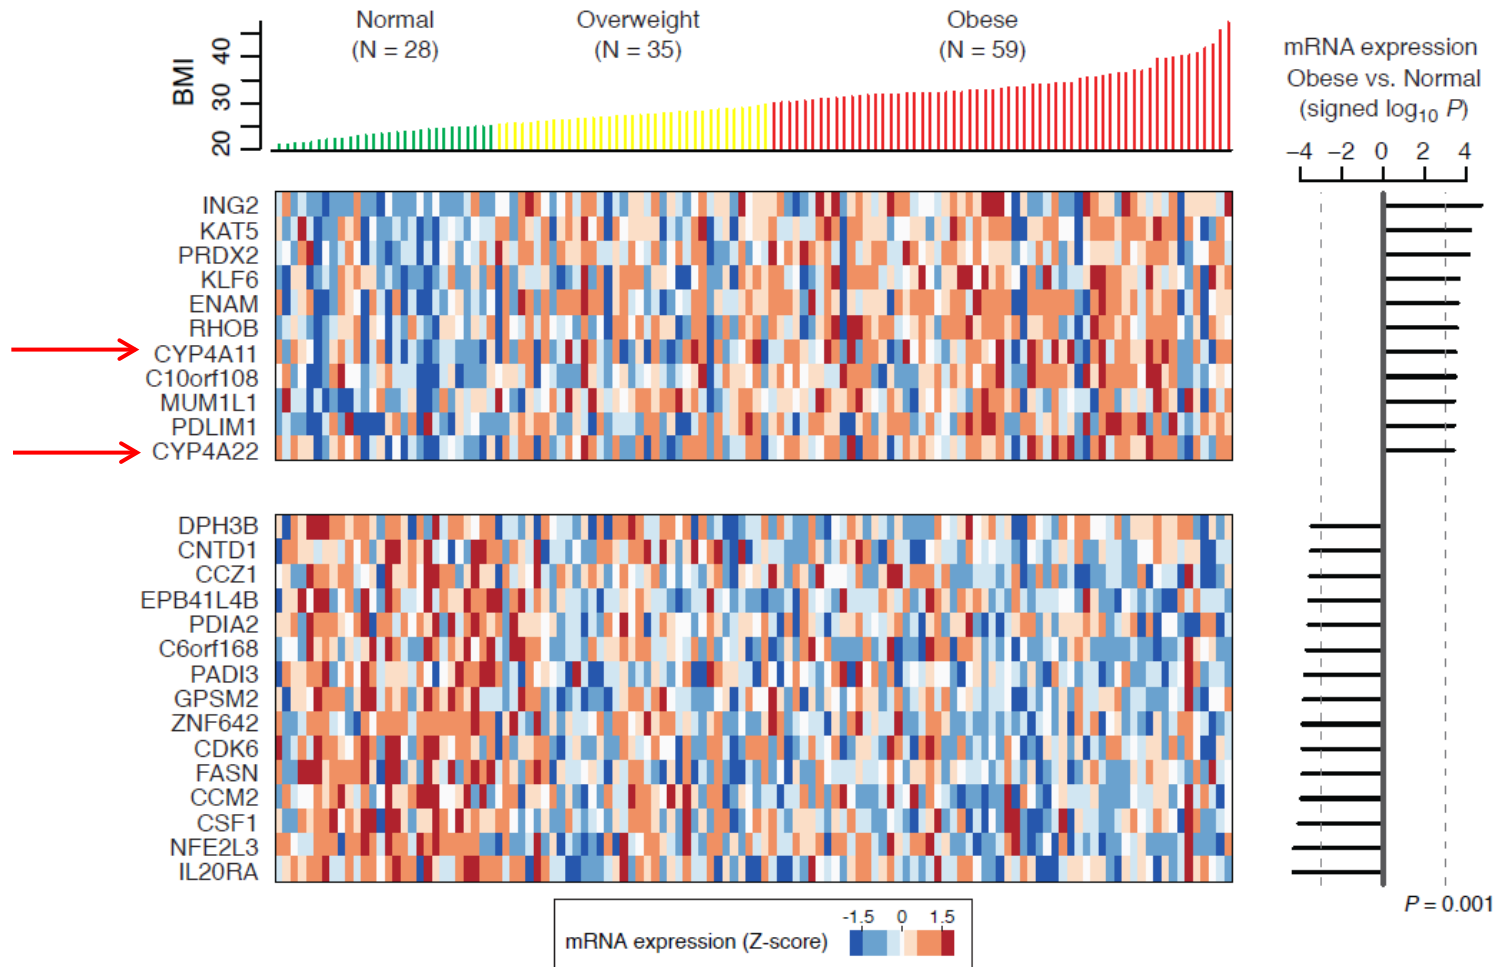 Normal
(N = 28)
Overweight
(N = 35)
Obese
(N = 59)
BMI
20
30
40
mRNA expression
Obese vs. Normal
(signed log10 P)
−4 −2 0 2 4
ING2
KAT5
PRDX2
KLF6
ENAM
RHOB
CYP4A11
C10orf108
MUM1L1
PDLIM1
CYP4A22
DPH3B
CNTD1
CCZ1
EPB41L4B
PDIA2
C6orf168
PADI3
GPSM2
ZNF642
CDK6
FASN
CCM2
CSF1
NFE2L3
IL20RA
P = 0.001
mRNA expression (Z-score)
-1.5 0 1.5